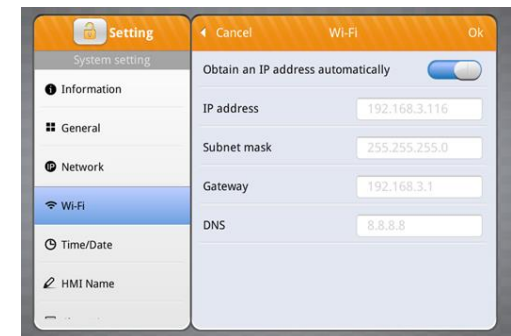 Setting
System setting
Information
General
Network
Wi-Fi
Time/Date
HMI Name
Cancel Wi-Fi Ok
Obtain an IP address automatically
IP address 192.168.3.116
Subnet mask 255.255.255.0
Gateway 192.168.3.1
DNS 8.8.8.8